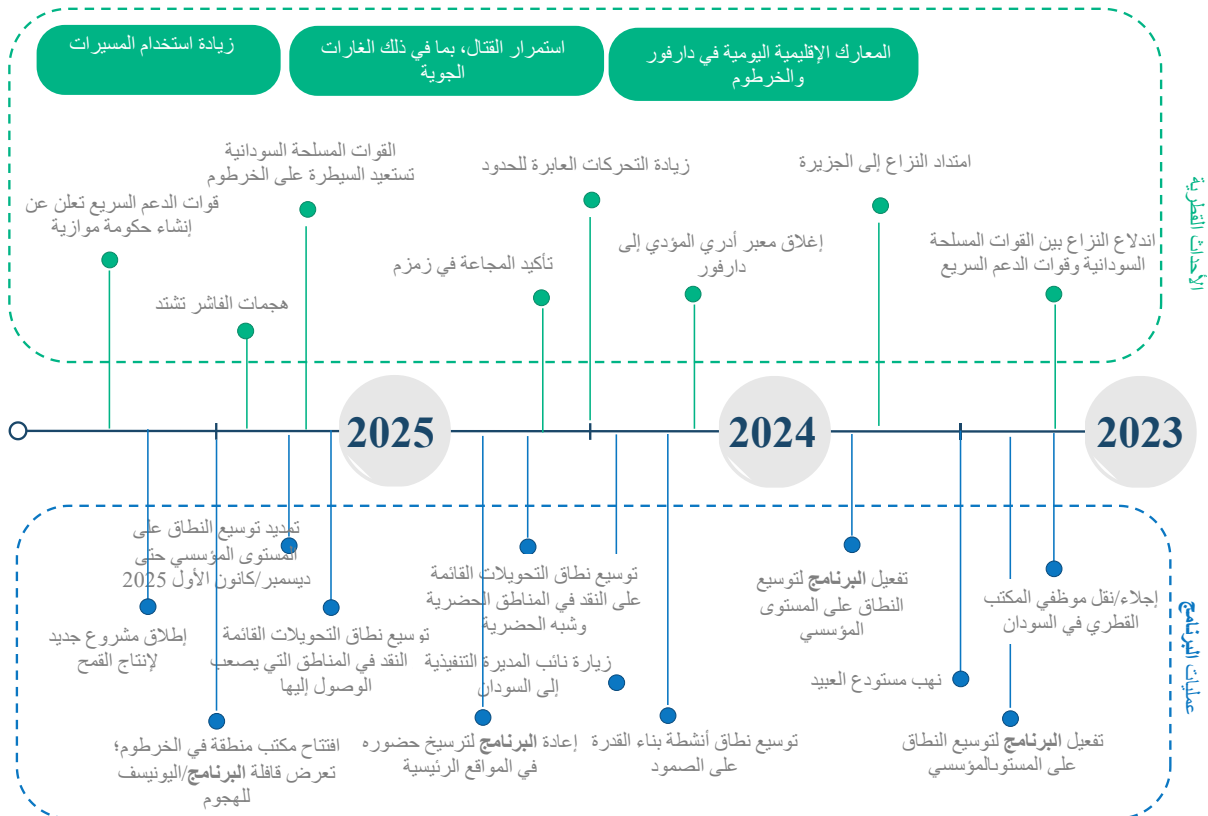 المعارك الإقليمية اليومية في دارفور
والخرطوم
استمرار القتال، بما في ذلك الغارات
الجوية
زيادة استخدام المسيرات
الأحداث القطرية
اندلاع النزاع بين القوات المسلحة
السودانية وقوات الدعم السريع
امتداد النزاع إلى الجزيرة
إغلاق معبر أدري المؤدي إلى
دارفور
زيادة التحركات العابرة للحدود
تأكيد المجاعة في زمزم
القوات المسلحة السودانية
تستعيد السيطرة على الخرطوم
هجمات الفاشر تشتد
قوات الدعم السريع تعلن عن
إنشاء حكومة موازية
2023
2024
2025
عمليات البرنامج
إجلاء/نقل موظفي المكتب
القطري في السودان
تفعيل البرنامج لتوسيع النطاق
على المستوىالمؤسسي
نهب مستودع العبيد
تفعيل البرنامج لتوسيع
النطاق على المستوى
المؤسسي
توسيع نطاق أنشطة بناء القدرة
على الصمود
زيارة نائب المديرة التنفيذية
إلى السودان
توسيع نطاق التحويلات القائمة
على النقد في المناطق الحضرية
وشبه الحضرية
إعادة البرنامج لترسيخ حضوره
في المواقع الرئيسية
توسيع نطاق التحويلات القائمة
النقد في المناطق التي يصعب
الوصول إليها
تمديد توسيع النطاق على
المستوى المؤسسي حتى
ديسمبر/كانون الأول 2025
افتتاح مكتب منطقة في الخرطوم؛
تعرض قافلة البرنامج/اليونيسف
للهجوم
إطلاق مشروع جديد
لإنتاج القمح